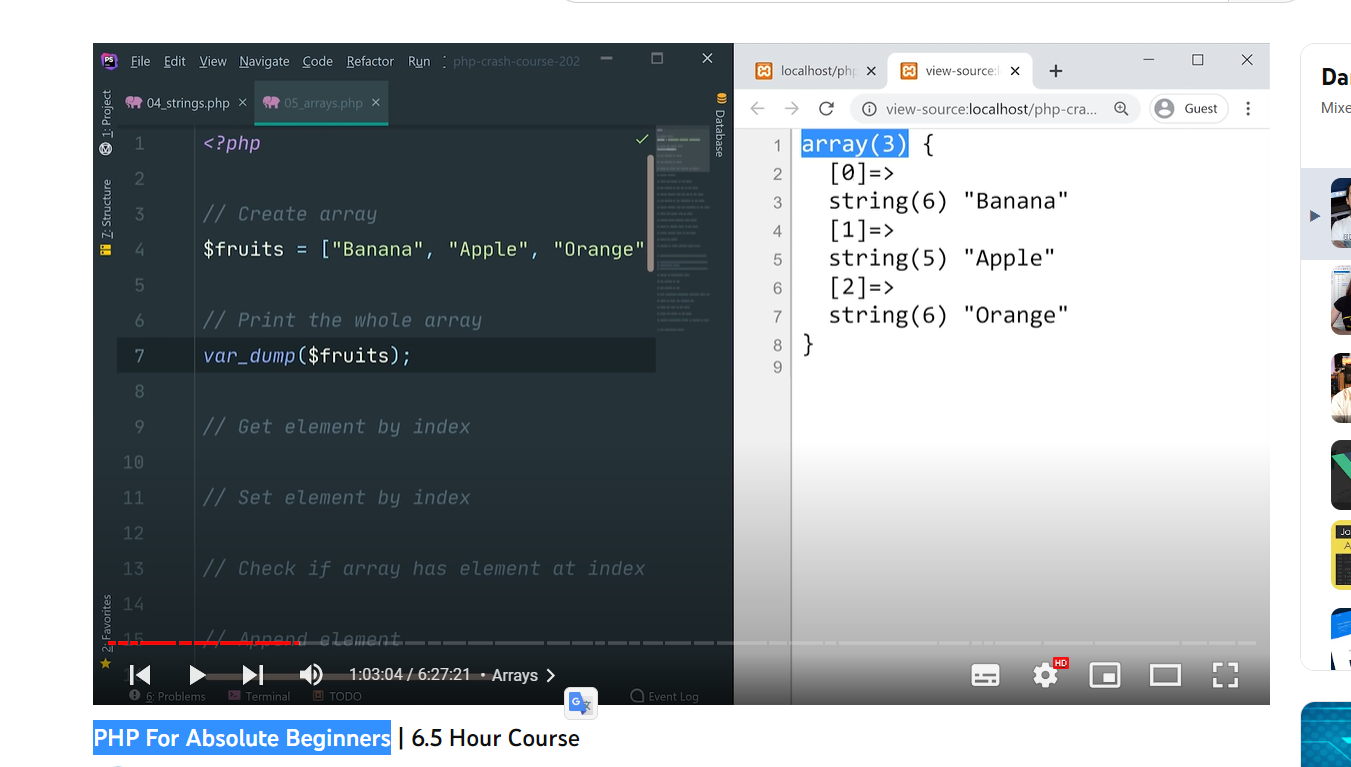 File Edit View Navigate Code Refactor Run php-crash-course-202
04_strings.php
05_arrays.php
1: Project
7: Structure
2: Favorites
Database
1 <?php
2
3 // Create array
4 $fruits = ["Banana", "Apple", "Orange"
5
6 // Print the whole array
7 var_dump($fruits);
8
9 // Get element by index
10
11 // Set element by index
12
13 // Check if array has element at index
14
15 // Append element
localhost/php
view-source:
view-source:localhost/php-cra...
Guest
1 array(3) {
2 [0]=>
3 string(6) "Banana"
4 [1]=>
5 string(5) "Apple"
6 [2]=>
7 string(6) "Orange"
8 }
9
1:03:04 / 6:27:21 • Arrays
HD
6: Problems Terminal TODO Event Log
PHP For Absolute Beginners | 6.5 Hour Course
Mixe